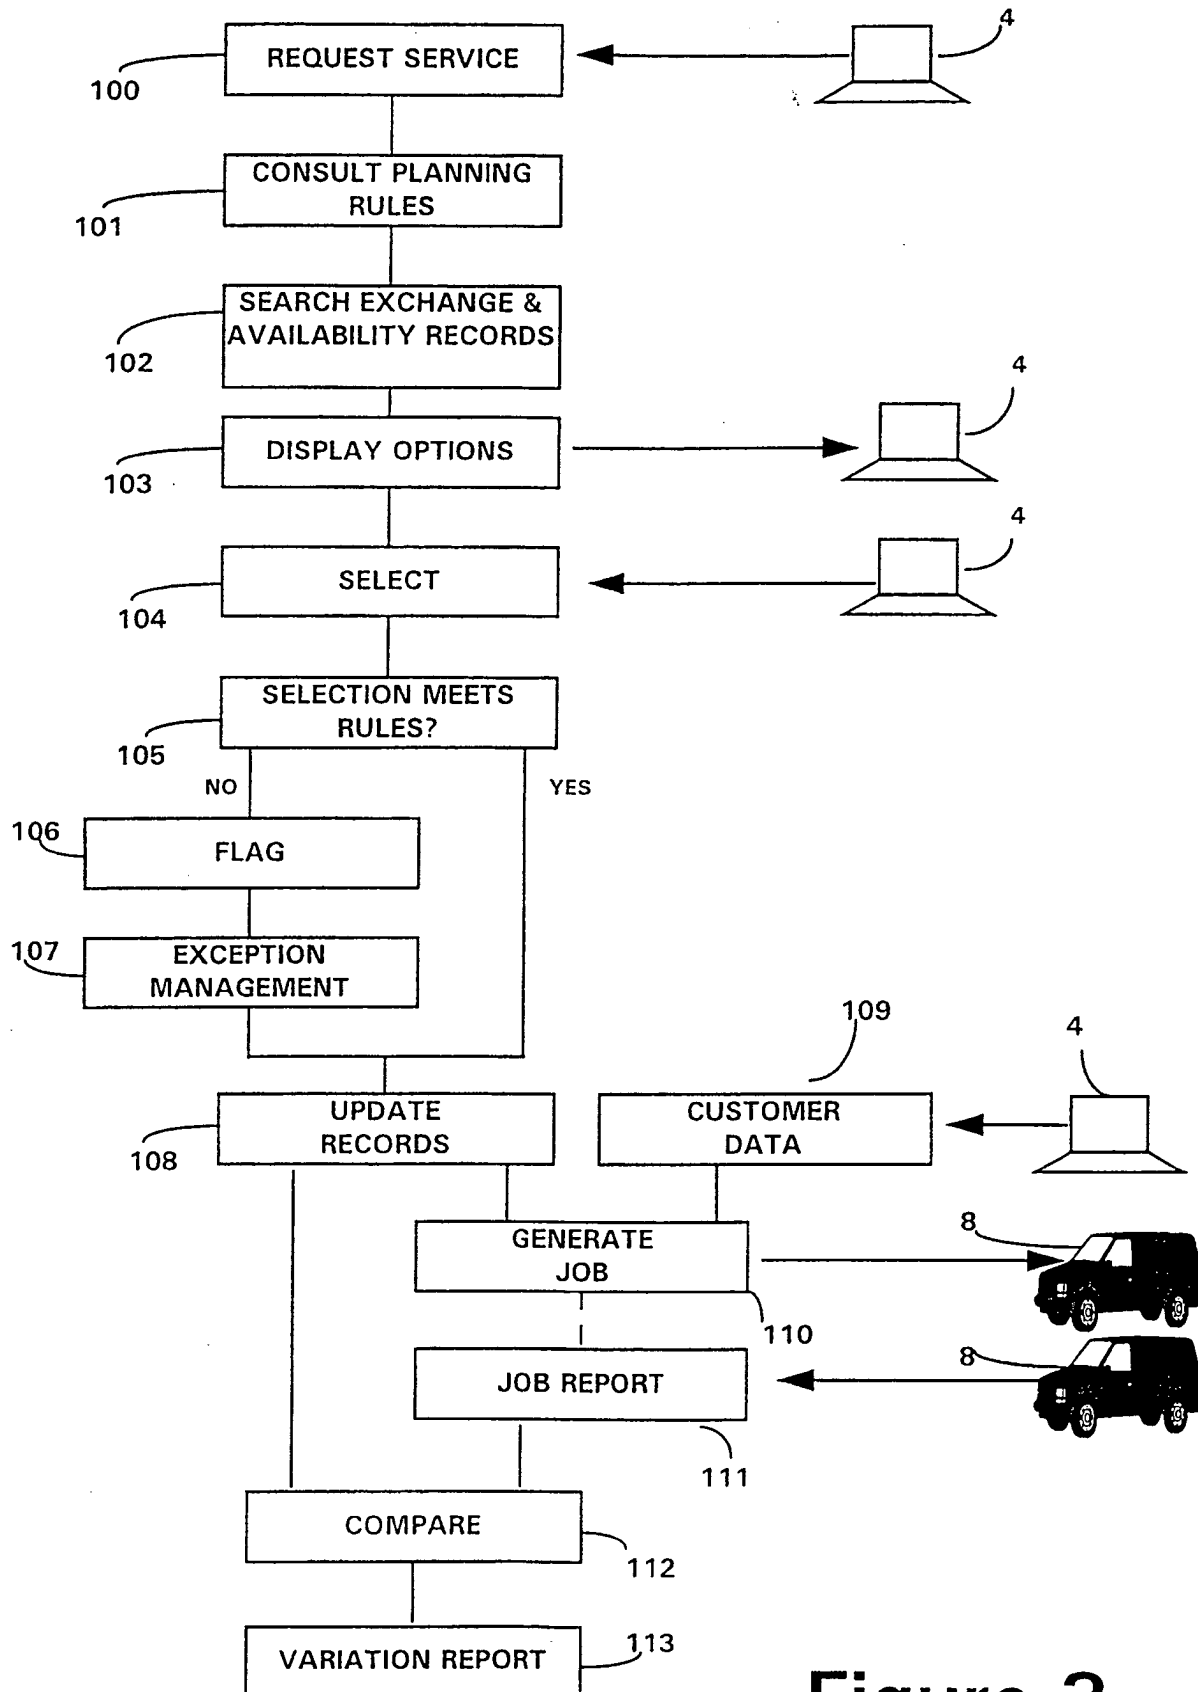 4
REQUEST SERVICE
100
CONSULT PLANNING
RULES
101
SEARCH EXCHANGE &
AVAILABILITY RECORDS
102
4
DISPLAY OPTIONS
103
4
SELECT
104
SELECTION MEETS
RULES?
105
NO
YES
106
FLAG
107
EXCEPTION
MANAGEMENT
109
4
UPDATE
RECORDS
108
CUSTOMER
DATA
8
GENERATE
JOB
110
8
JOB REPORT
111
COMPARE
112
113
VARIATION REPORT
Figure